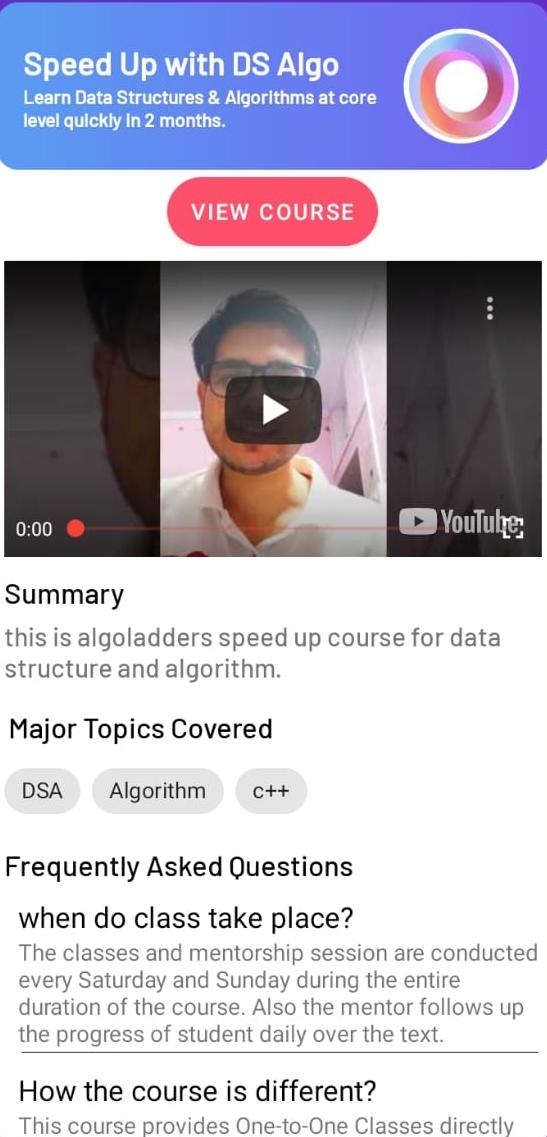 Speed Up with DS Algo
Learn Data Structures & Algorithms at core
level quickly in 2 months.
VIEW COURSE
0:00
YouTube
Summary
this is algoladders speed up course for data
structure and algorithm.
Major Topics Covered
DSA Algorithm c++
Frequently Asked Questions
when do class take place?
The classes and mentorship session are conducted
every Saturday and Sunday during the entire
duration of the course. Also the mentor follows up
the progress of student daily over the text.
How the course is different?
This course provides One-to-One Classes directly